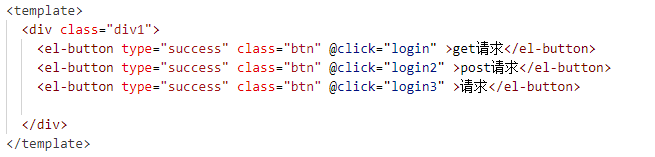 <template>
<div class="div1">
<el-button type="success" class="btn" @click="login" >get请求</el-button>
<el-button type="success" class="btn" @click="login2" >post请求</el-button>
<el-button type="success" class="btn" @click="login3" >请求</el-button>
</div>
</template>